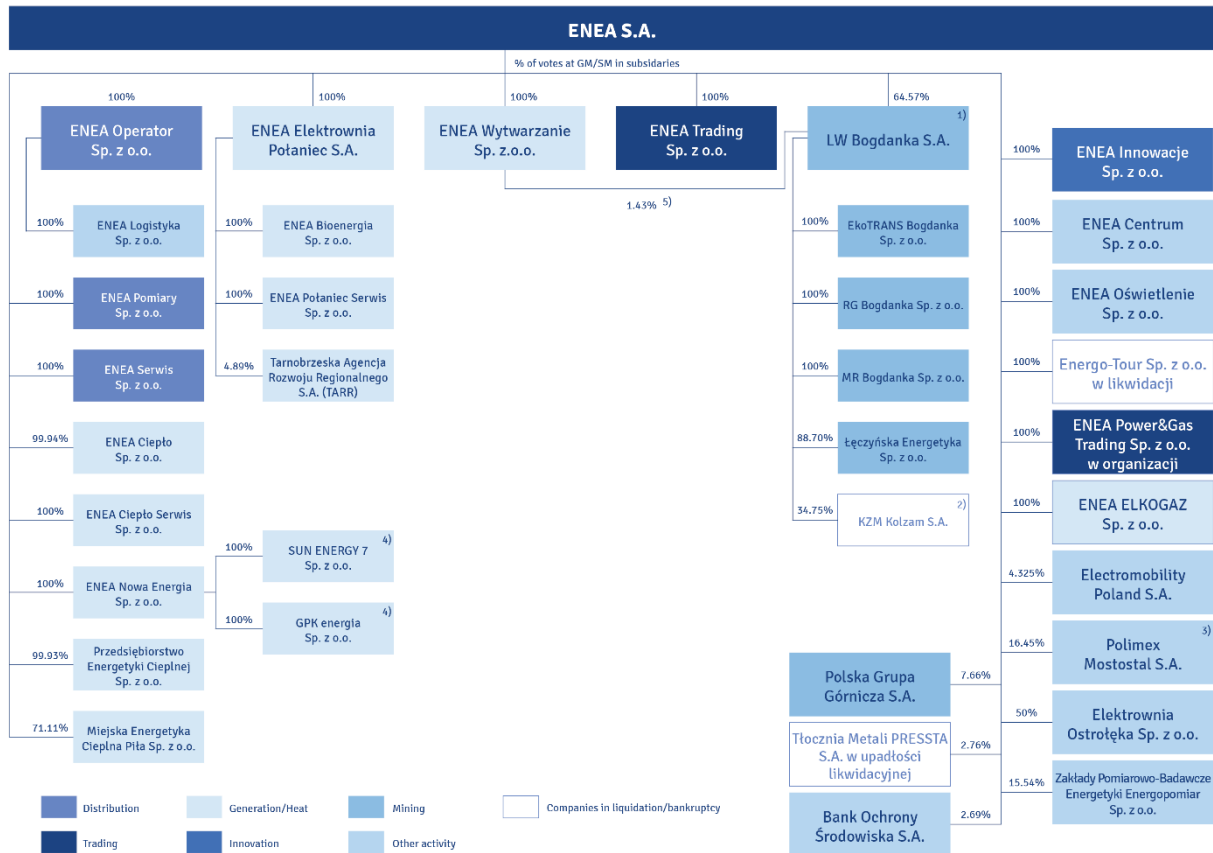 ENEA S.A.
% of votes at GM/SM in subsidaries
100%
100%
100%
100%
64.57%
ENEA Operator
Sp. z o.o.
ENEA Elektrownia
Połaniec S.A.
ENEA Wytwarzanie
Sp. z.o.o.
ENEA Trading
Sp. z o.o.
1)
LW Bogdanka S.A.
100%
ENEA Innowacje
Sp. z o.o.
1.43% 5)
100%
ENEA Logistyka
Sp. z o.o.
100%
ENEA Bioenergia
Sp. z o.o.
100%
EkoTRANS Bogdanka
Sp. z o.o.
100%
ENEA Centrum
Sp. z o.o.
100%
ENEA Pomiary
Sp. z o.o.
100%
ENEA Połaniec Serwis
Sp. z o.o.
100%
RG Bogdanka Sp. z o.o.
100%
ENEA Oświetlenie
Sp. z o.o.
100%
ENEA Serwis
Sp. z o.o.
4.89%
Tarnobrzeska Agencja
Rozwoju Regionalnego
S.A. (TARR)
100%
MR Bogdanka Sp. z o.o.
100%
Energo-Tour Sp. z o.o.
w likwidacji
99.94%
ENEA Ciepło
Sp. z o.o.
88.70%
Łęczyńska Energetyka
Sp. z o.o.
100%
ENEA Power&Gas
Trading Sp. z o.o.
w organizacji
100%
ENEA Ciepło Serwis
Sp. z o.o.
34.75%
2)
KZM Kolzam S.A.
100%
ENEA ELKOGAZ
Sp. z o.o.
100%
ENEA Nowa Energia
Sp. z o.o.
100%
SUN ENERGY 7
Sp. z o.o.
4)
100%
GPK energia
Sp. z o.o.
4)
4.325%
Electromobility
Poland S.A.
99.93%
Przedsiębiorstwo
Energetyki Cieplnej
Sp. z o.o.
16.45%
3)
Polimex
Mostostal S.A.
Polska Grupa
Górnicza S.A.
7.66%
71.11%
Miejska Energetyka
Cieplna Piła Sp. z o.o.
50%
Elektrownia
Ostrołęka Sp. z o.o.
Tłocznia Metali PRESSTA
S.A. w upadłości
likwidacyjnej
2.76%
15.54%
Zakłady Pomiarowo-Badawcze
Energetyki Energopomiar
Sp. z o.o.
Bank Ochrony
Środowiska S.A.
2.69%
Distribution
Generation/Heat
Mining
Companies in liquidation/bankruptcy
Trading
Innovation
Other activity